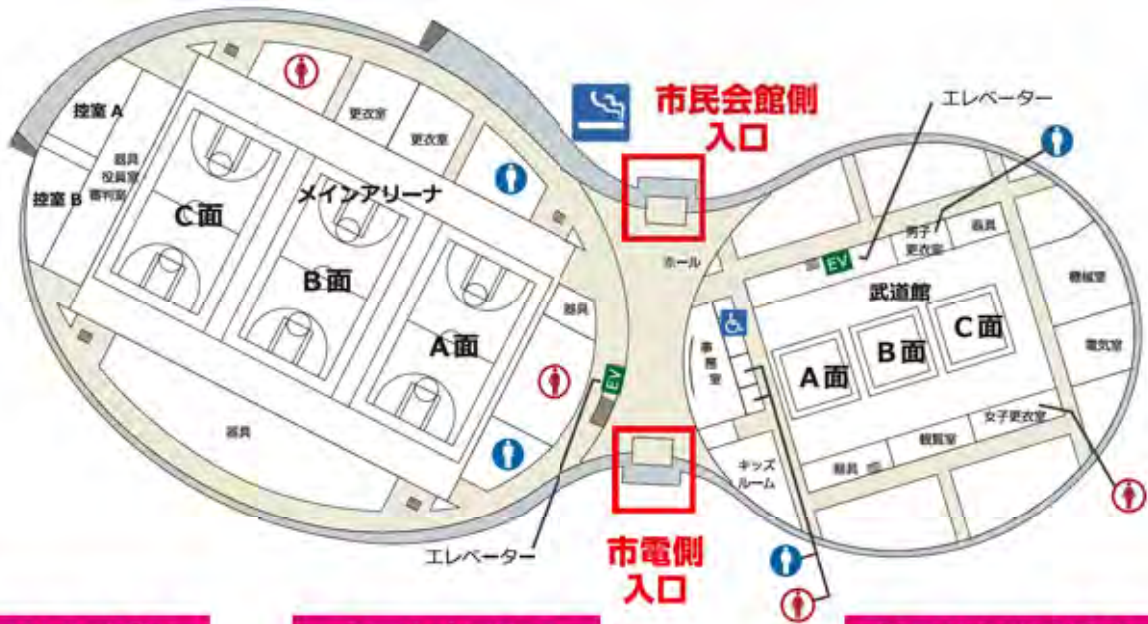 市民会館側
入口
エレベーター
控室 A
控室 B
器具
役員室
審判室
更衣室
更衣室
メインアリーナ
C面
B面
A面
器具
器具
ホール
EV
EV
男子
更衣室
器具
武道館
機械室
電気室
事務室
A面
B面
C面
女子更衣室
観覧室
器具
キッズ
ルーム
エレベーター
市電側
入口